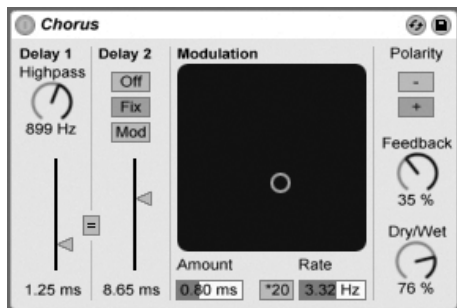 Chorus
Delay 1
Highpass
899 Hz
1.25 ms
=
Delay 2
Off
Fix
Mod
8.65 ms
Modulation
Amount
0.80 ms
*20
Rate
3.32 Hz
Polarity
-
+
Feedback
35 %
Dry/Wet
76 %